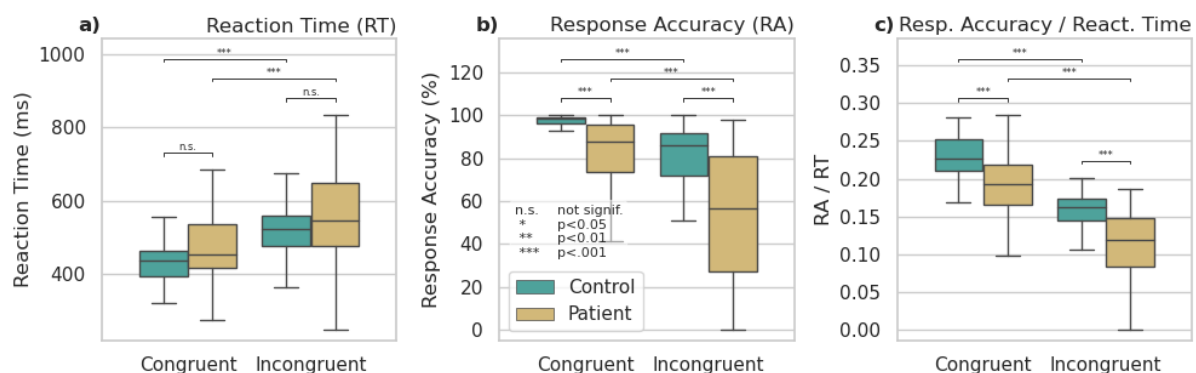 a) Reaction Time (RT)
Reaction Time (ms)
1000
800
600
400
***
***
n.s.
n.s.
Congruent Incongruent
b) Response Accuracy (RA)
Response Accuracy (%)
120
100
80
60
40
20
0
***
***
***
***
n.s. not signif.
* p<0.05
** p<0.01
*** p<.001
Control
Patient
Congruent Incongruent
c) Resp. Accuracy / React. Time
RA / RT
0.35
0.30
0.25
0.20
0.15
0.10
0.05
0.00
***
***
***
***
Congruent Incongruent